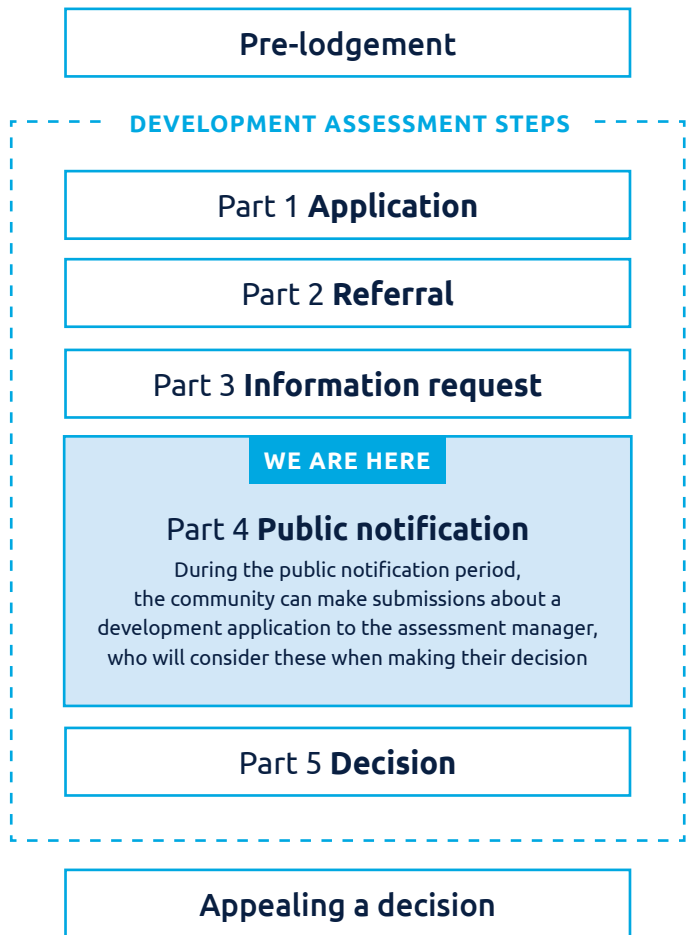 Pre-lodgement
DEVELOPMENT ASSESSMENT STEPS
Part 1 Application
Part 2 Referral
Part 3 Information request
WE ARE HERE
Part 4 Public notification
During the public notification period,
the community can make submissions about a
development application to the assessment manager,
who will consider these when making their decision
Part 5 Decision
Appealing a decision